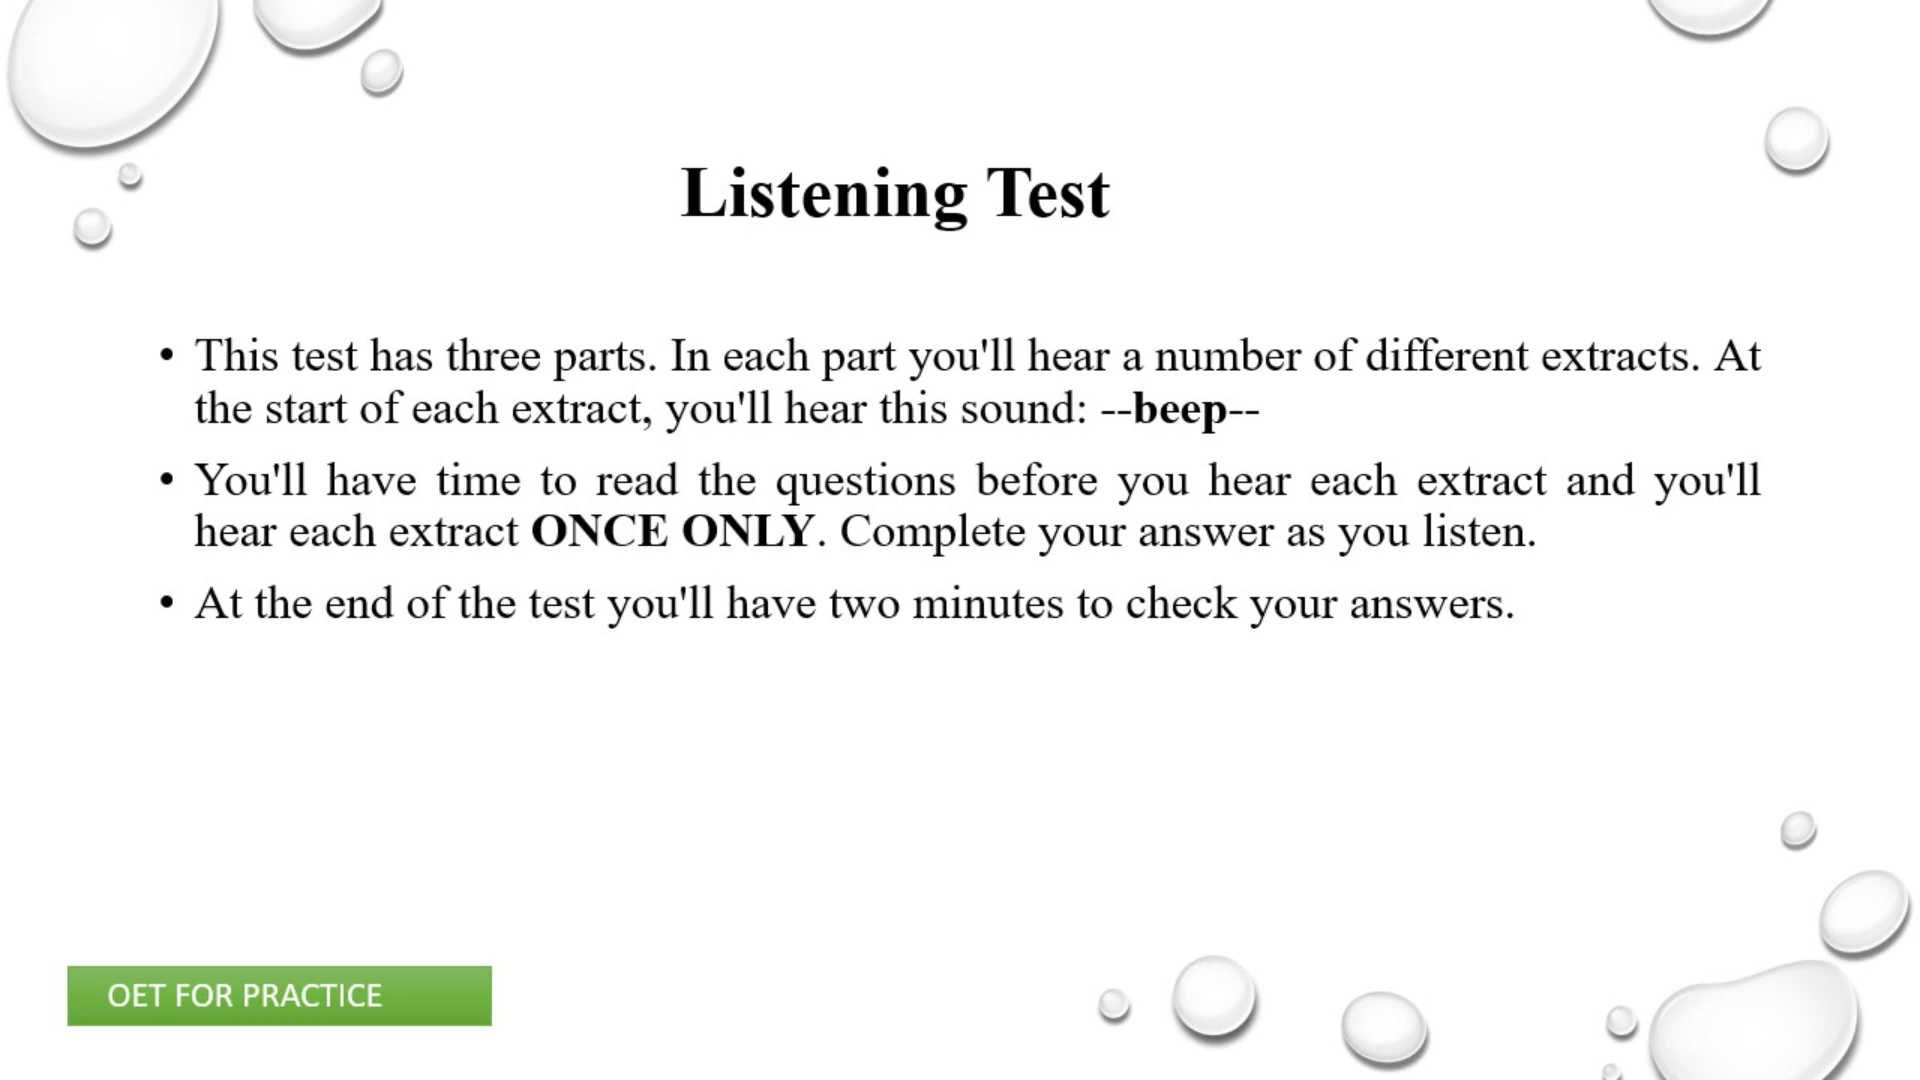 Listening Test
• This test has three parts. In each part you'll hear a number of different extracts. At
the start of each extract, you'll hear this sound: --beep--
• You'll have time to read the questions before you hear each extract and you'll
hear each extract ONCE ONLY. Complete your answer as you listen.
• At the end of the test you'll have two minutes to check your answers.
OET FOR PRACTICE